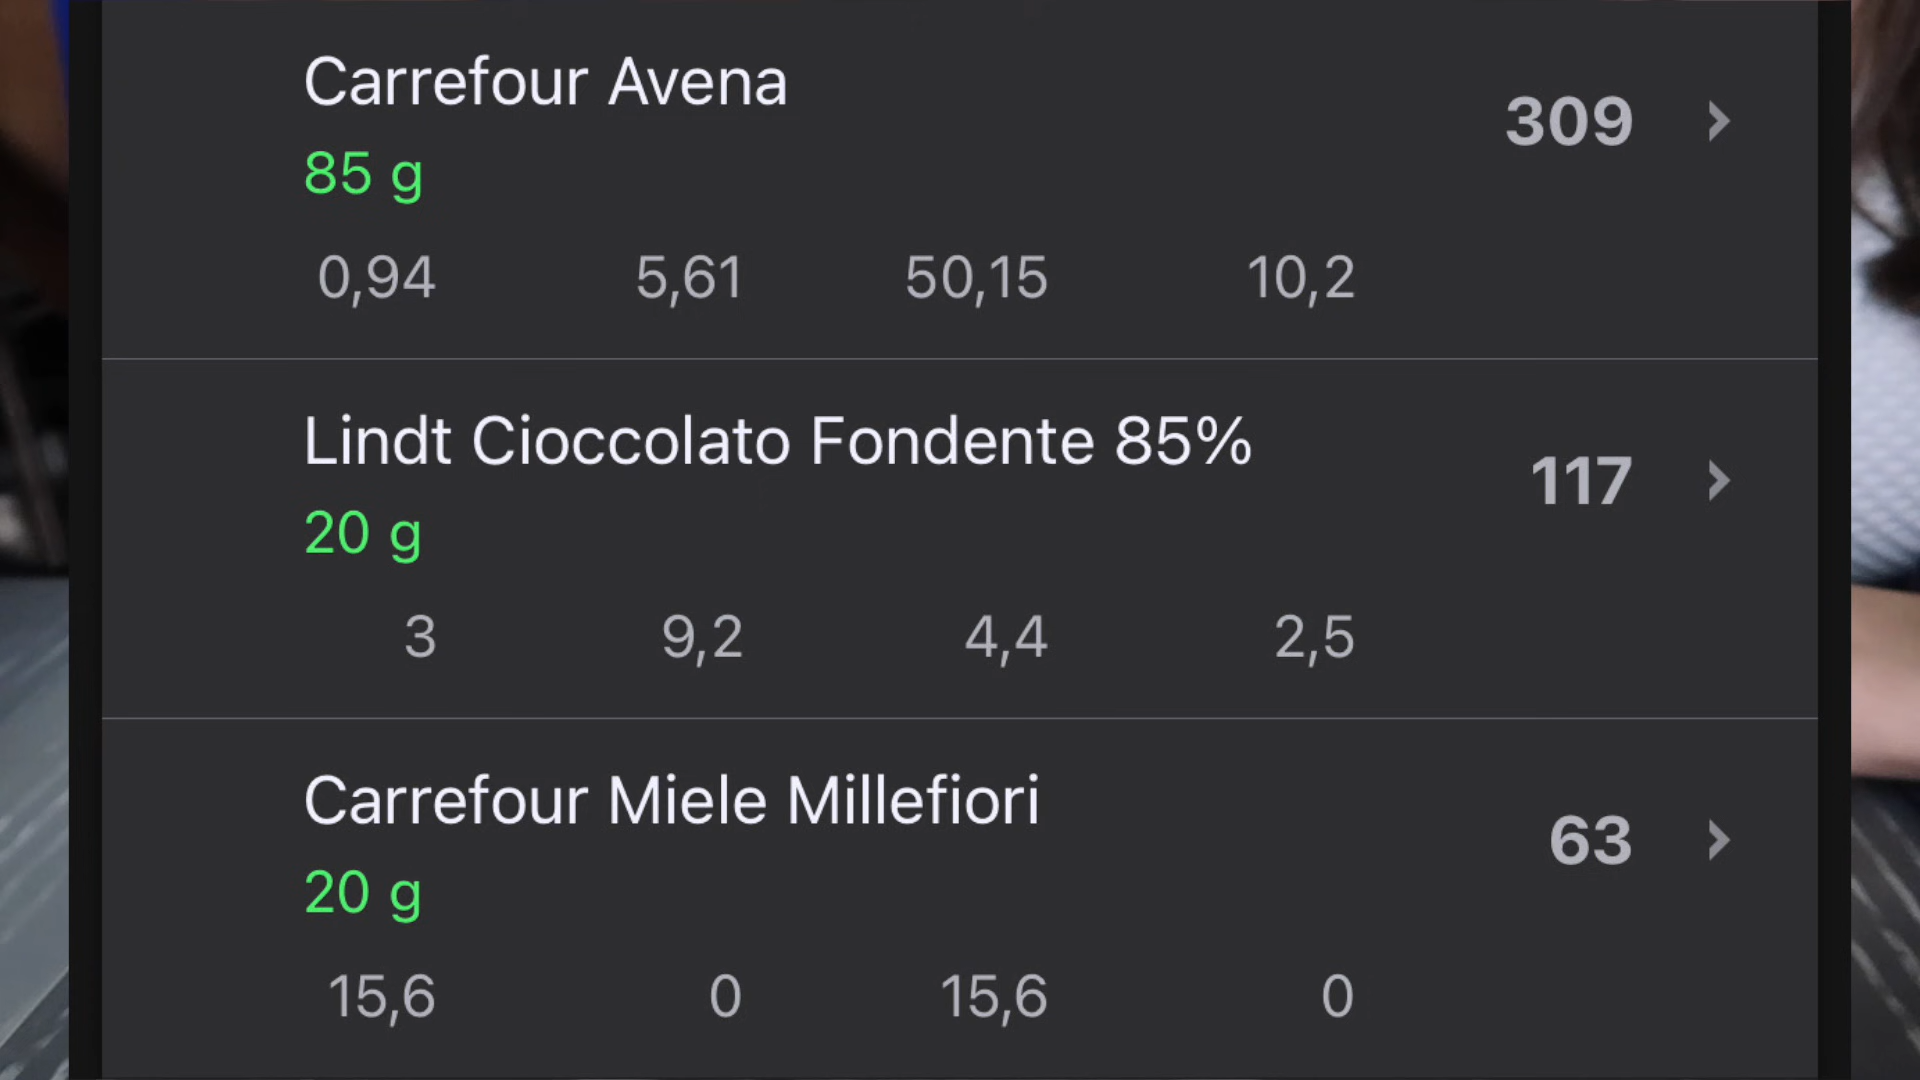 Carrefour Avena
309
85 g
0,94 5,61 50,15 10,2
Lindt Cioccolato Fondente 85%
117
20 g
3 9,2 4,4 2,5
Carrefour Miele Millefiori
63
20 g
15,6 0 15,6 0